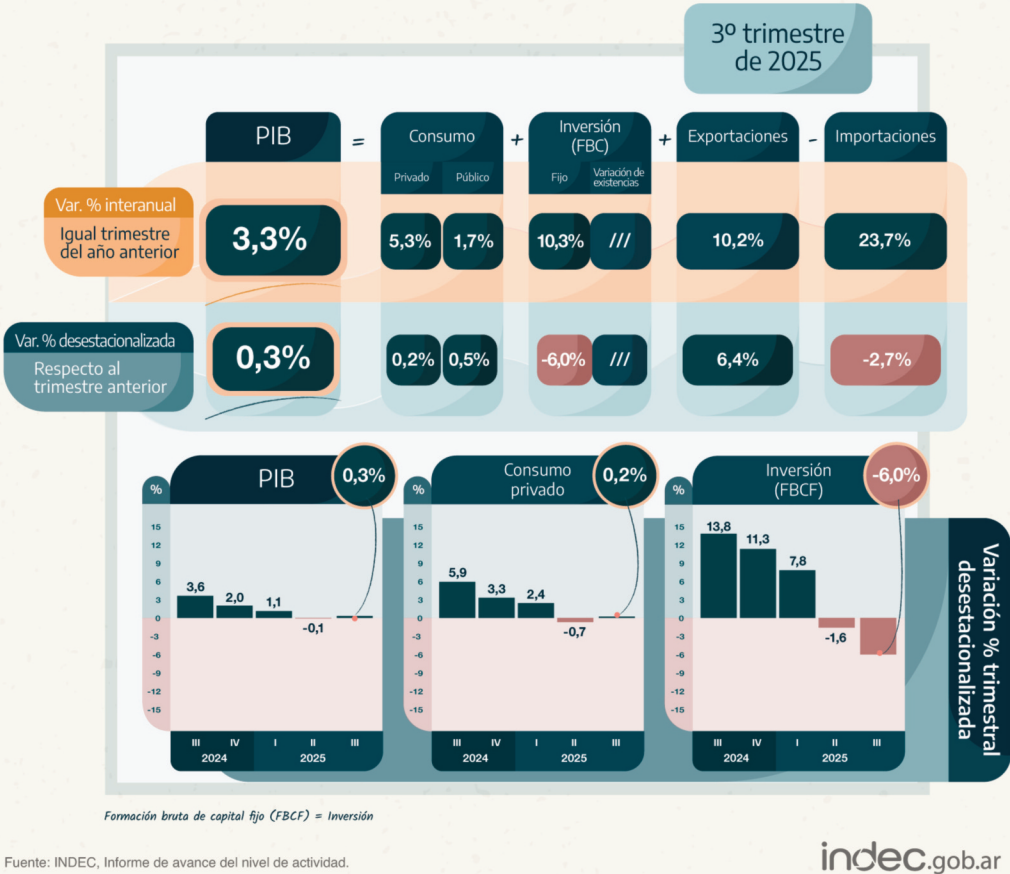 3º trimestre
de 2025
PIB
=
Consumo
Privado
Público
+
Inversión
(FBC)
Fijo
Variación de
existencias
+
Exportaciones
-
Importaciones
Var. % interanual
Igual trimestre
del año anterior
3,3%
5,3%
1,7%
10,3%
///
10,2%
23,7%
Var. % desestacionalizada
Respecto al
trimestre anterior
0,3%
0,2%
0,5%
-6,0%
///
6,4%
-2,7%
%
PIB
0,3%
15
12
9
6
3
0
-3
-6
-9
-12
-15
3,6
2,0
1,1
-0,1
III
IV
I
II
III
2024
2025
%
Consumo
privado
0,2%
15
12
9
6
3
0
-3
-6
-9
-12
-15
5,9
3,3
2,4
-0,7
III
IV
I
II
III
2024
2025
%
Inversión
(FBCF)
-6,0%
15
12
9
6
3
0
-3
-6
-9
-12
-15
13,8
11,3
7,8
-1,6
III
IV
I
II
III
2024
2025
Variación % trimestral
desestacionalizada
Formación bruta de capital fijo (FBCF) = Inversión
Fuente: INDEC, Informe de avance del nivel de actividad.
indec.gob.ar